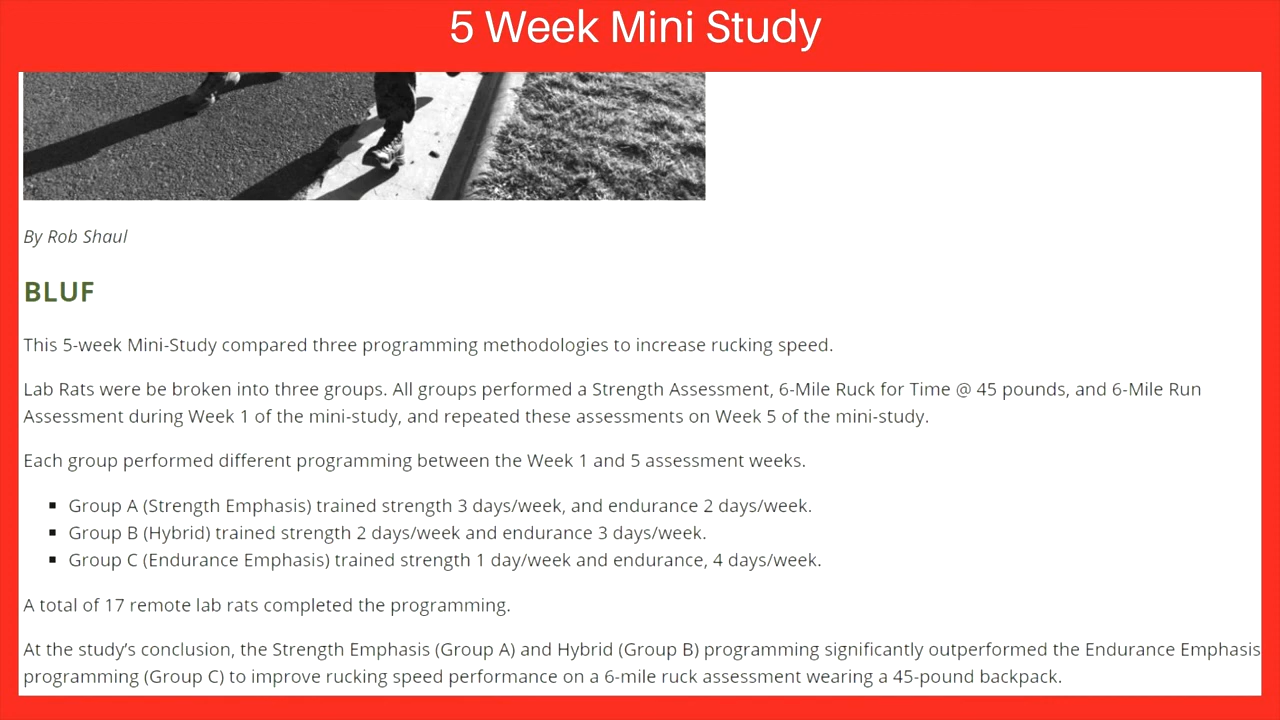 5 Week Mini Study
By Rob Shaul
BLUF
This 5-week Mini-Study compared three programming methodologies to increase rucking speed.
Lab Rats were be broken into three groups. All groups performed a Strength Assessment, 6-Mile Ruck for Time @ 45 pounds, and 6-Mile Run
Assessment during Week 1 of the mini-study, and repeated these assessments on Week 5 of the mini-study.
Each group performed different programming between the Week 1 and 5 assessment weeks.
▪ Group A (Strength Emphasis) trained strength 3 days/week, and endurance 2 days/week.
▪ Group B (Hybrid) trained strength 2 days/week and endurance 3 days/week.
▪ Group C (Endurance Emphasis) trained strength 1 day/week and endurance, 4 days/week.
A total of 17 remote lab rats completed the programming.
At the study’s conclusion, the Strength Emphasis (Group A) and Hybrid (Group B) programming significantly outperformed the Endurance Emphasis
programming (Group C) to improve rucking speed performance on a 6-mile ruck assessment wearing a 45-pound backpack.